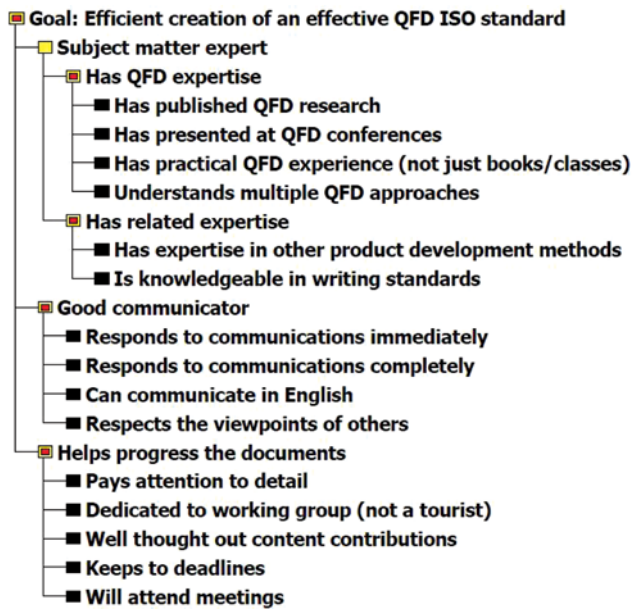 Goal: Efficient creation of an effective QFD ISO standard
Subject matter expert
Has QFD expertise
Has published QFD research
Has presented at QFD conferences
Has practical QFD experience (not just books/classes)
Understands multiple QFD approaches
Has related expertise
Has expertise in other product development methods
Is knowledgeable in writing standards
Good communicator
Responds to communications immediately
Responds to communications completely
Can communicate in English
Respects the viewpoints of others
Helps progress the documents
Pays attention to detail
Dedicated to working group (not a tourist)
Well thought out content contributions
Keeps to deadlines
Will attend meetings